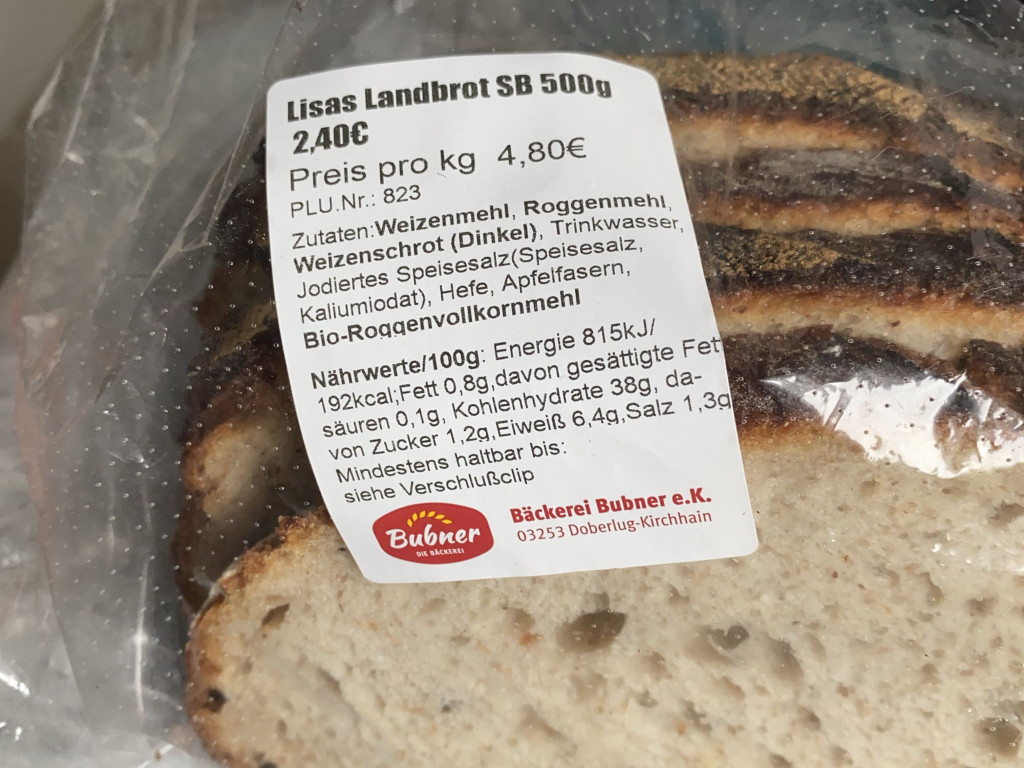 Lisas Landbrot SB 500g
2,40€
Preis pro kg 4,80€
PLU.Nr.: 823
Zutaten:Weizenmehl, Roggenmehl,
Weizenschrot (Dinkel), Trinkwasser,
Jodiertes Speisesalz(Speisesalz,
Kaliumiodat), Hefe, Apfelfasern,
Bio-Roggenvollkornmehl
Nährwerte/100g: Energie 815kJ/
192kcal;Fett 0,8g,davon gesättigte Fet
säuren 0,1g, Kohlenhydrate 38g, da-
von Zucker 1,2g,Eiweiß 6,4g,Salz 1,3g
Mindestens haltbar bis:
siehe Verschlußclip
Bubner
DIE BÄCKEREI
Bäckerei Bubner e.K.
03253 Doberlug-Kirchhain